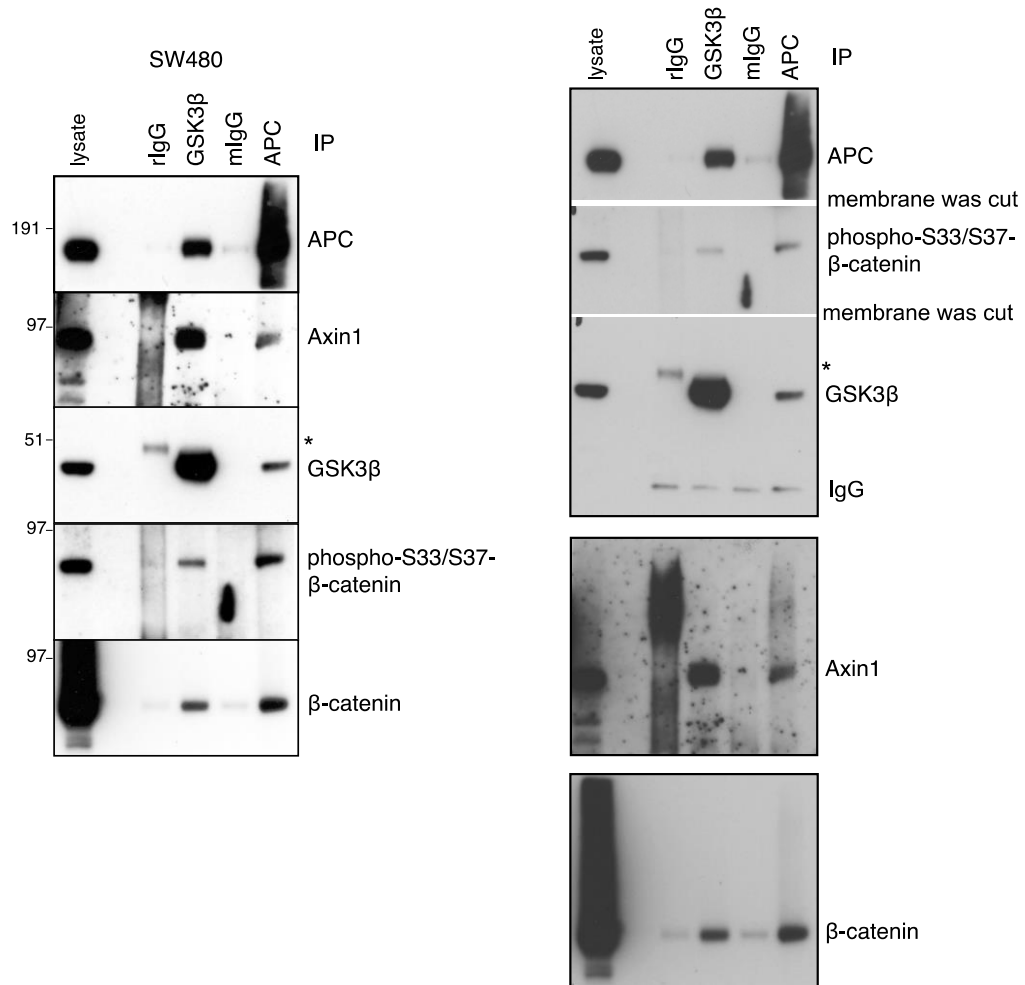 SW480
lysate rIgG GSK3β mIgG APC IP
191 APC
97 Axin1
51 *
GSK3β
97 phospho-S33/S37-
β-catenin
97 β-catenin
lysate rIgG GSK3β mIgG APC IP
APC
membrane was cut
phospho-S33/S37-
β-catenin
membrane was cut
*
GSK3β
IgG
Axin1
β-catenin